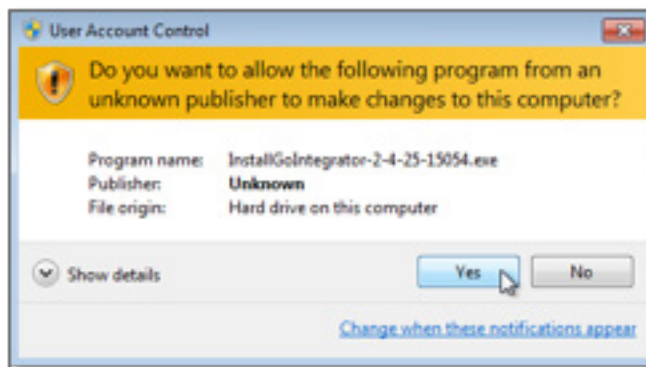 User Account Control
Do you want to allow the following program from an
unknown publisher to make changes to this computer?
Program name: InstallGoIntegrator-2-4-25-15054.exe
Publisher: Unknown
File origin: Hard drive on this computer
Show details Yes No
Change when these notifications appear